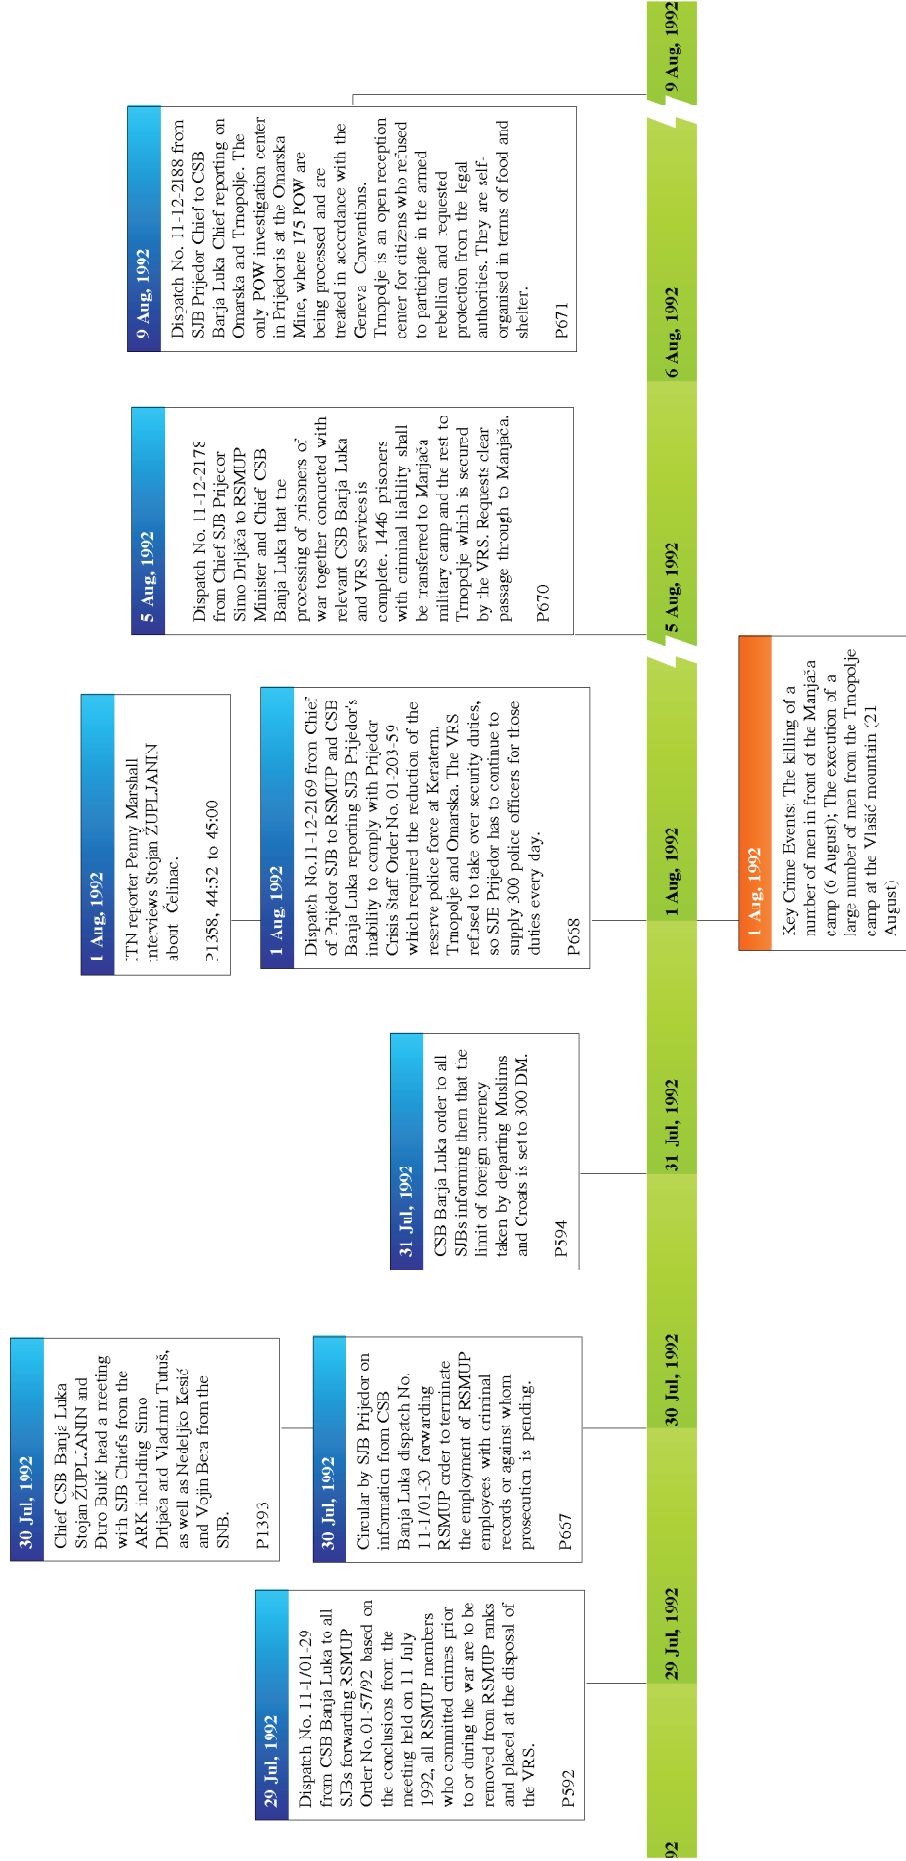 29 Jul, 1992
Dispatch No. 11-1/01-29
from CSB Banja Luka to all
SJBs forwarding RSMUP
Order No. 01-57/92 based on
the conclusions from the
meeting held on 11 July
1992, all RSMUP members
who committed crimes prior
to or during the war are to be
removed from RSMUP ranks
and placed at the disposal of
the VRS.
P592
30 Jul, 1992
Chief CSB Banja Luka
Stojan ŽUPLJANIN and
Đuro Bulić head a meeting
with SJB Chiefs from the
ARK including Simo
Drljača and Vladimir Tutuš,
as well as Nedeljko Kesić
and Vojin Bera from the
SNB.
P1393
30 Jul, 1992
Circular by SJB Prijedor on
information from CSB
Banja Luka dispatch No.
11-1/01-30 forwarding
RSMUP order to terminate
the employment of RSMUP
employees with criminal
records or against whom
prosecution is pending.
P657
31 Jul, 1992
CSB Banja Luka order to all
SJBs informing them that the
limit of foreign currency
taken by departing Muslims
and Croats is set to 300 DM.
P594
1 Aug, 1992
ITN reporter Penny Marshall
interviews Stojan ŽUPLJANIN
about Čelinac.
P1358, 44:52 to 45:00
1 Aug, 1992
Dispatch No.11-12-2169 from Chief
of Prijedor SJB to RSMUP and CSB
Banja Luka reporting SJB Prijedor's
inability to comply with Prijedor
Crisis Staff Order No. 01-203-59
which required the reduction of the
reserve police force at Keraterm,
Trnopolje and Omarska. The VRS
refused to take over security duties,
so SJB Prijedor has to continue to
supply 300 police officers for those
duties every day.
P658
5 Aug, 1992
Dispatch No. 11-12-2178
from Chief SJB Prijedor
Simo Drljača to RSMUP
Minister and Chief CSB
Banja Luka that the
processing of prisoners of
war together conducted with
relevant CSB Banja Luka
and VRS services is
complete. 1446 prisoners
with criminal liability shall
be transferred to Manjača
military camp and the rest to
Trnopolje which is secured
by the VRS. Requests clear
passage through to Manjača.
P670
9 Aug, 1992
Dispatch No. 11-12-2188 from
SJB Prijedor Chief to CSB
Banja Luka Chief reporting on
Omarska and Trnopolje. The
only POW investigation center
in Prijedor is at the Omarska
Mine, where 175 POW are
being processed and are
treated in accordance with the
Geneva Conventions.
Trnopolje is an open reception
center for citizens who refused
to participate in the armed
rebellion and requested
protection from the legal
authorities. They are self-
organised in terms of food and
shelter.
P671
92
29 Jul, 1992
30 Jul, 1992
31 Jul, 1992
1 Aug, 1992
5 Aug, 1992
6 Aug, 1992
9 Aug, 1992
1 Aug, 1992
Key Crime Events: The killing of a
number of men in front of the Manjača
camp (6 August); The execution of a
large number of men from the Trnopolje
camp at the Vlašić mountain (21
August)